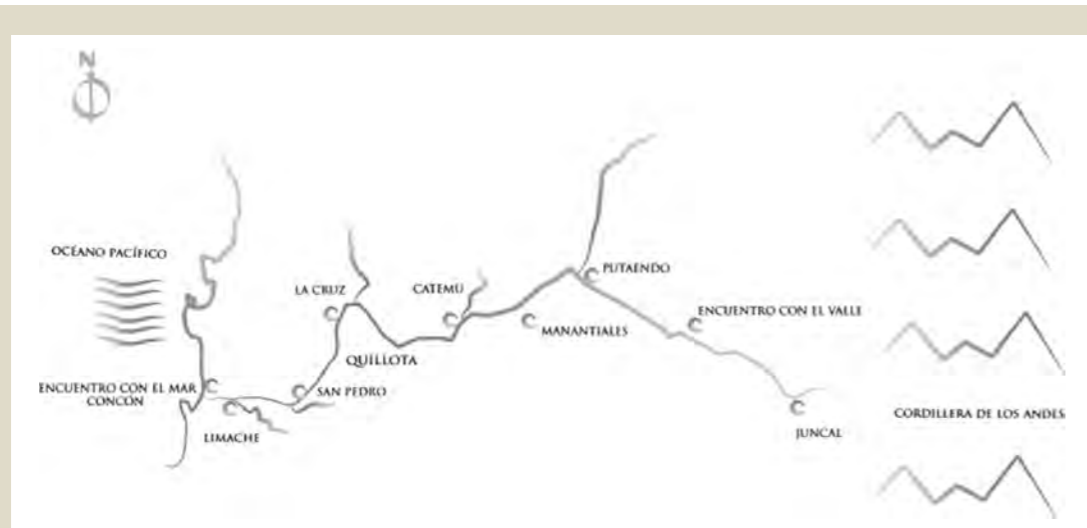 N
OCÉANO PACÍFICO
LA CRUZ
CATEMU
PUTAENDO
ENCUENTRO CON EL VALLE
MANANTIALES
QUILLOTA
ENCUENTRO CON EL MAR
CONCÓN
SAN PEDRO
LIMACHE
JUNCAL
CORDILLERA DE LOS ANDES